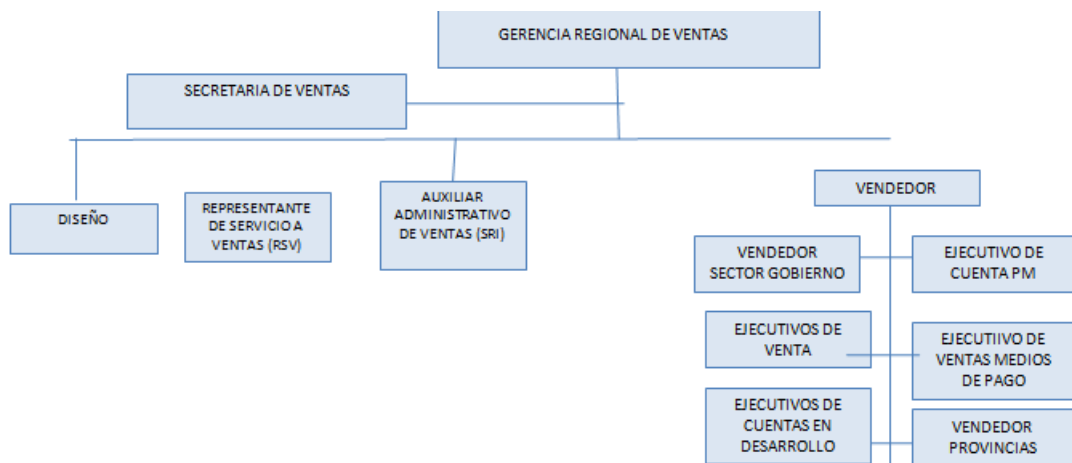 GERENCIA REGIONAL DE VENTAS
SECRETARIA DE VENTAS
DISEÑO
REPRESENTANTE
DE SERVICIO A
VENTAS (RSV)
AUXILIAR
ADMINISTRATIVO
DE VENTAS (SRI)
VENDEDOR
VENDEDOR
SECTOR GOBIERNO
EJECUTIVO DE
CUENTA PM
EJECUTIVOS DE
VENTA
EJECUTIIVO DE
VENTAS MEDIOS
DE PAGO
EJECUTIVOS DE
CUENTAS EN
DESARROLLO
VENDEDOR
PROVINCIAS